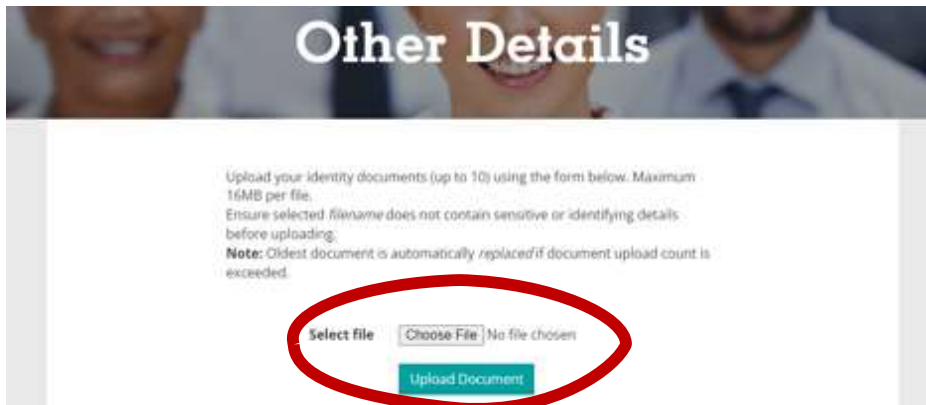 Other Details
Upload your identity documents (up to 10) using the form below. Maximum
16MB per file.
Ensure selected filename does not contain sensitive or identifying details
before uploading.
Note: Oldest document is automatically replaced if document upload count is
exceeded.
Select file Choose File No file chosen
Upload Document